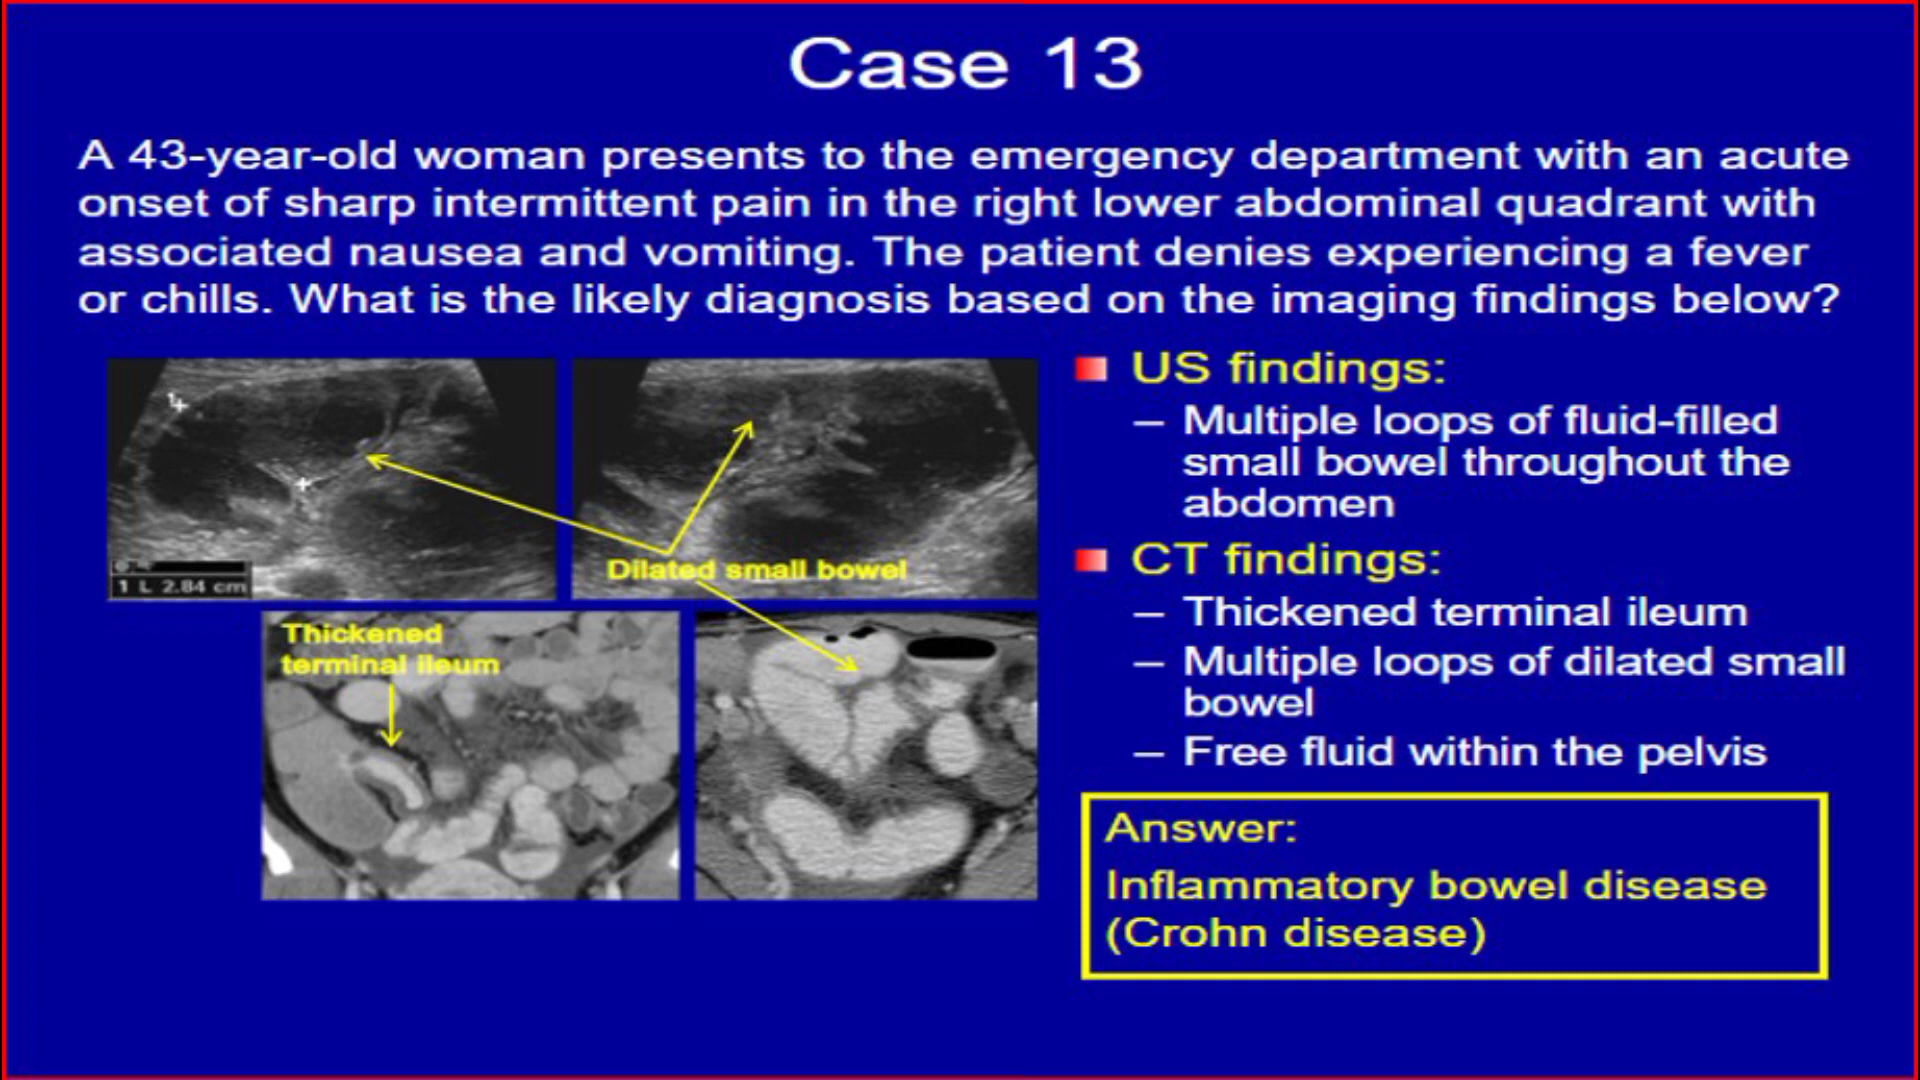 Case 13
A 43-year-old woman presents to the emergency department with an acute
onset of sharp intermittent pain in the right lower abdominal quadrant with
associated nausea and vomiting. The patient denies experiencing a fever
or chills. What is the likely diagnosis based on the imaging findings below?
1
1 L 2.84 cm
Dilated small bowel
Thickened
terminal ileum
US findings:
– Multiple loops of fluid-filled
small bowel throughout the
abdomen
CT findings:
– Thickened terminal ileum
– Multiple loops of dilated small
bowel
– Free fluid within the pelvis
Answer:
Inflammatory bowel disease
(Crohn disease)